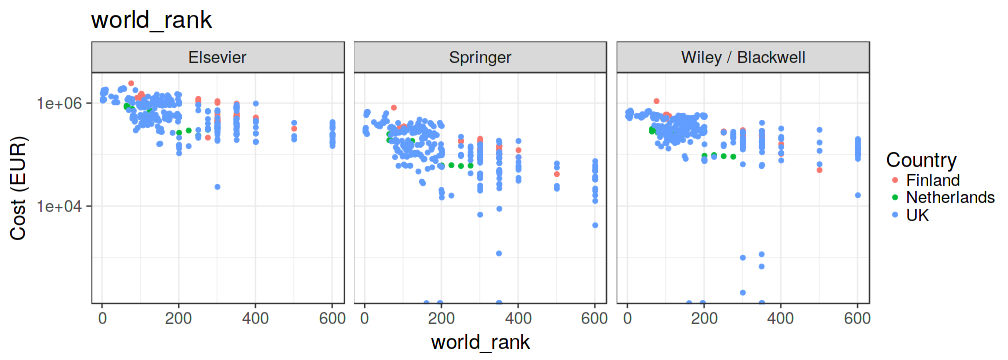 world_rank
Elsevier
Springer
Wiley / Blackwell
Cost (EUR)
1e+06
1e+04
0 200 400 600
0 200 400 600
0 200 400 600
world_rank
Country
Finland
Netherlands
UK